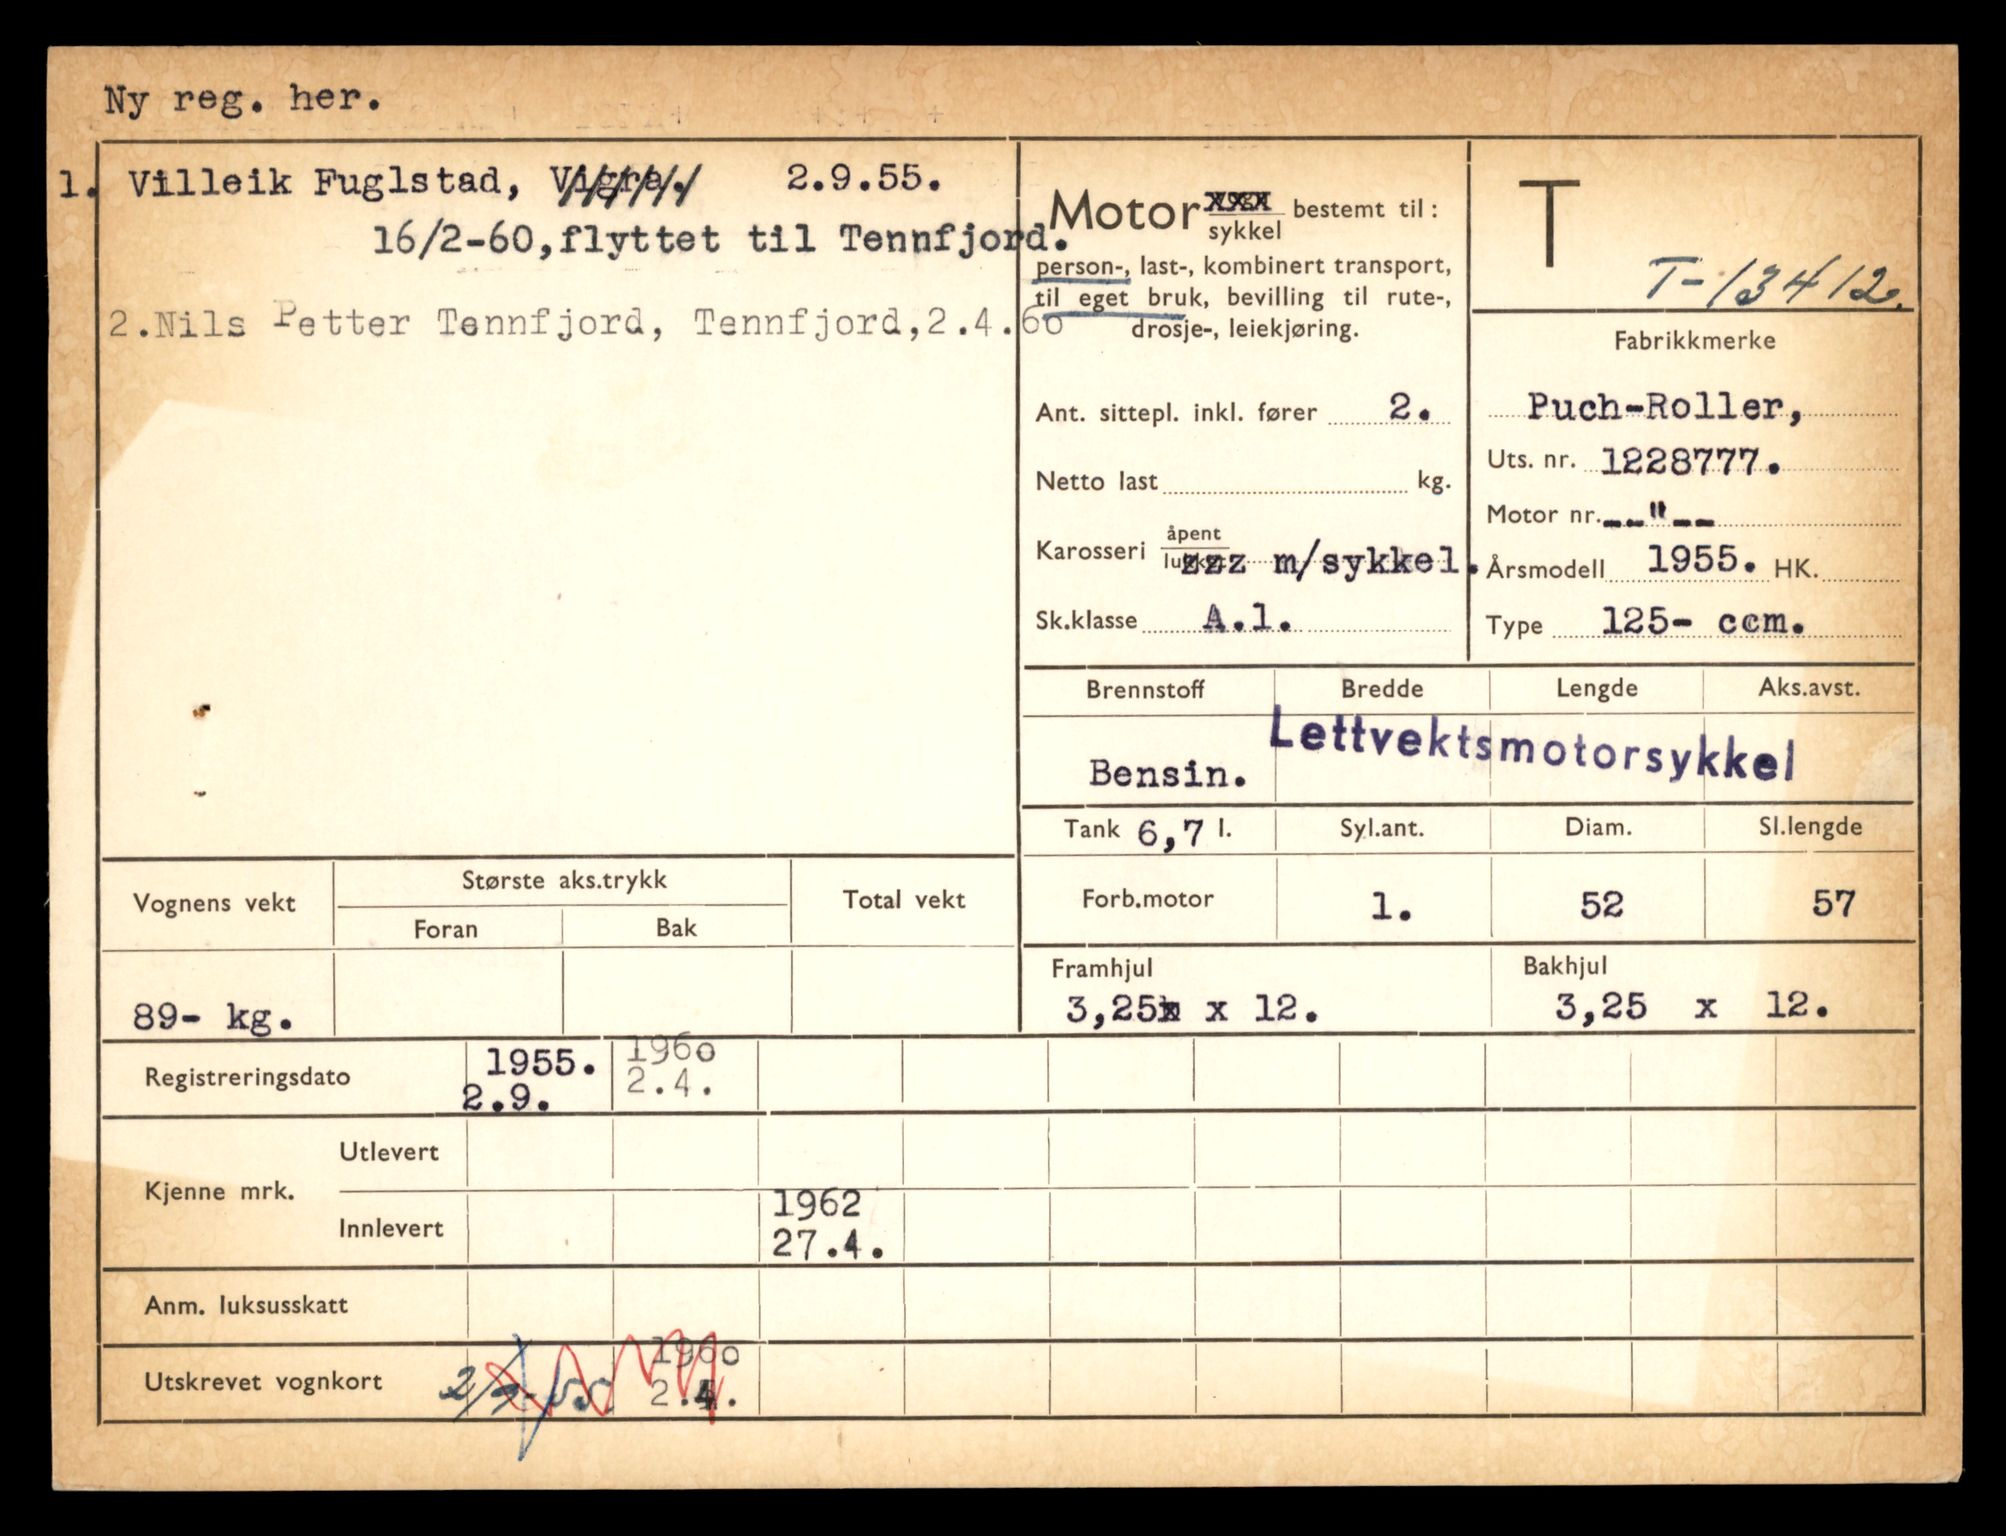 Ny reg. her.
1. Villeik Fuglstad, Vigra. 2.9.55.
16/2-60, flyttet til Tennfjord.
2. Nils Petter Tennfjord, Tennfjord, 2.4.60
Motor sykkel bestemt til:
person-, last-, kombinert transport,
til eget bruk, bevilling til rute-,
drosje-, leiekjøring.
Ant. sittepl. inkl. fører 2.
Netto last kg.
Karosseri åpent
zzz m/sykkel.
Sk.klasse A.1.
T
T-13412.
Fabrikkmerke
Puch-Roller,
Uts. nr. 1228777.
Motor nr. --"--
Årsmodell 1955. HK.
Type 125- ccm.
Brennstoff Bredde Lengde Aks.avst.
Bensin. Lettvektsmotorsykkel
Tank 6,7 l. Syl.ant. Diam. Sl.lengde
Forb.motor 1. 52 57
Framhjul Bakhjul
3,25 x 12. 3,25 x 12.
Vognens vekt Største aks.trykk Total vekt
Foran Bak
89- kg.
Registreringsdato 1955. 1960
2.9. 2.4.
Kjenne mrk. Utlevert
Innlevert 1962
27.4.
Anm. luksusskatt
Utskrevet vognkort 2/9-55 1960
2.4.